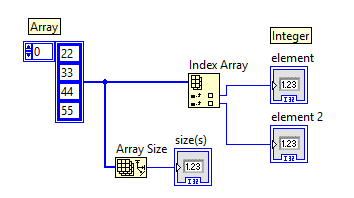 Array
Integer
0
22
33
44
55
Index Array
element
1.23
I32
element 2
1.23
I32
Array Size
size(s)
1.23
I32